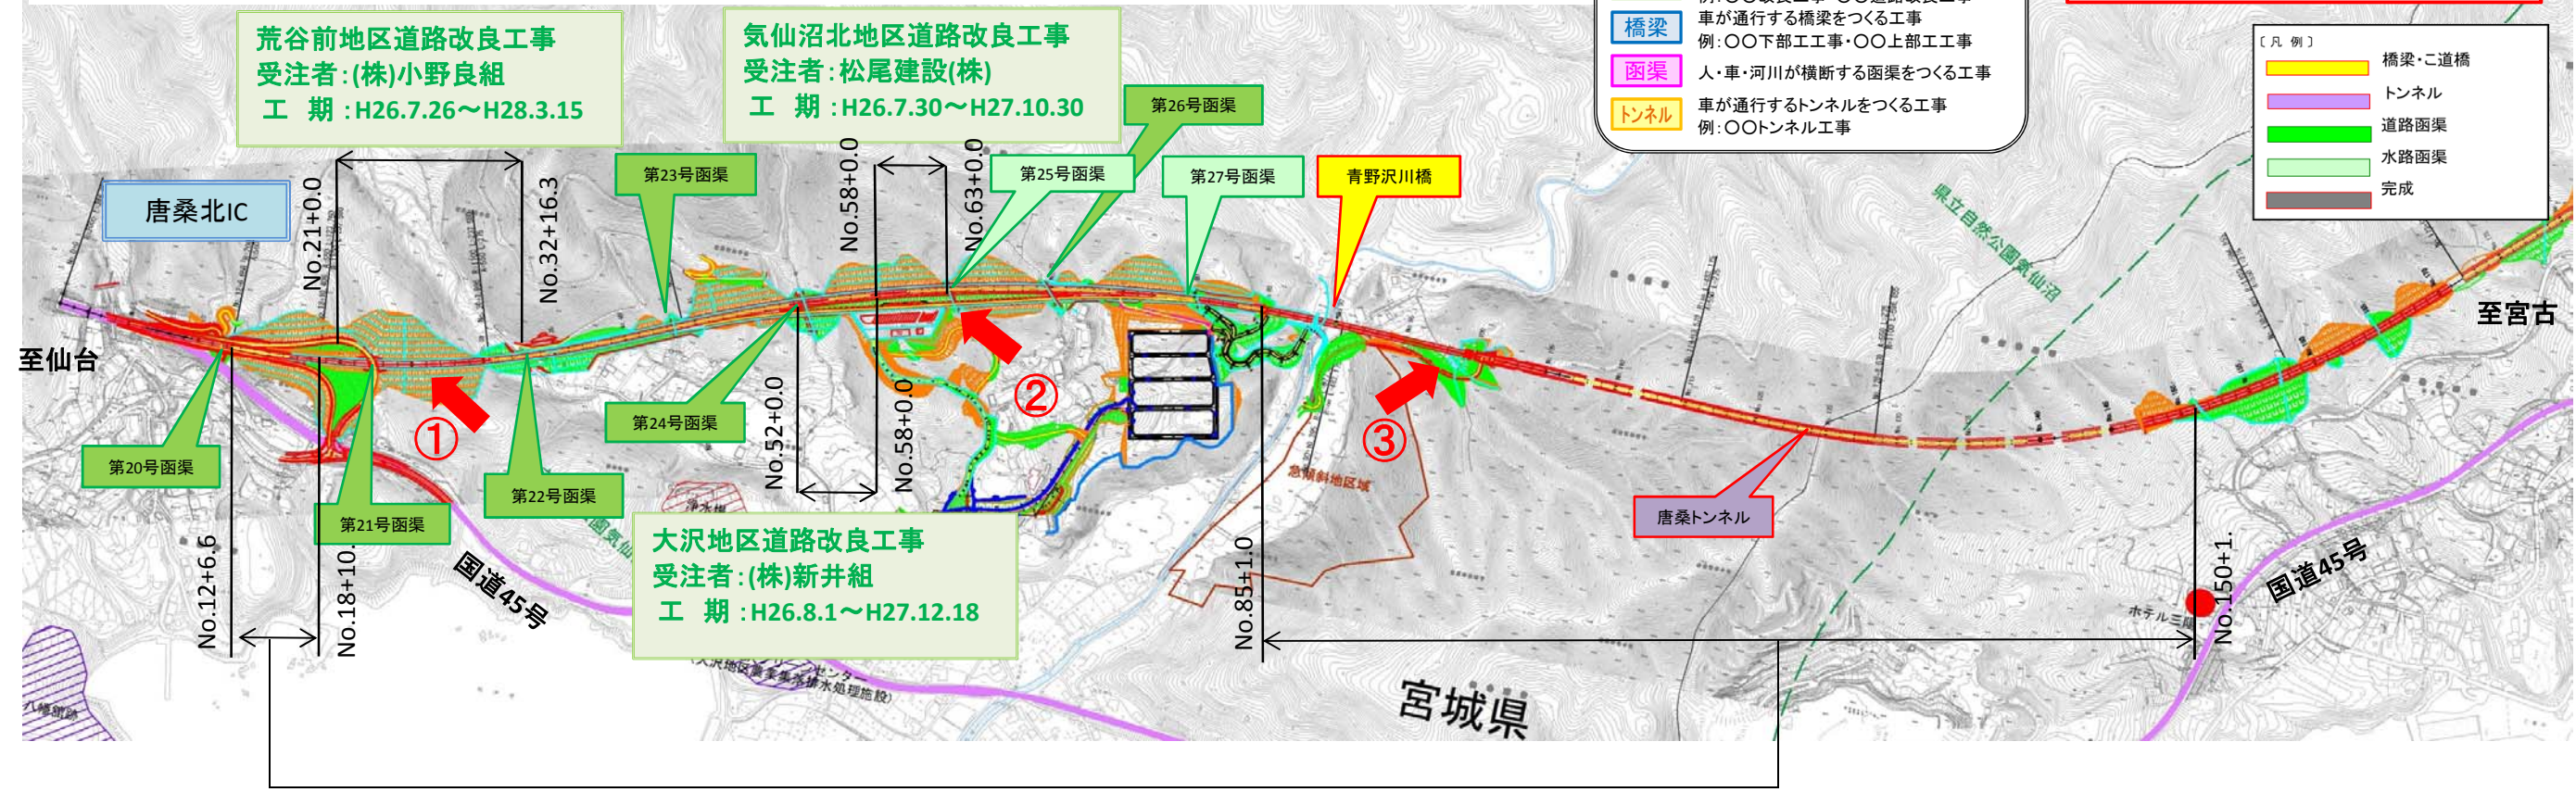 荒谷前地区道路改良工事
受注者：(株)小野良組
工　期：H26.7.26～H28.3.15
気仙沼北地区道路改良工事
受注者：松尾建設(株)
工　期：H26.7.30～H27.10.30
橋梁
車が通行する橋梁をつくる工事
例：〇〇下部工工事・〇〇上部工工事
函渠
人・車・河川が横断する函渠をつくる工事
トンネル
車が通行するトンネルをつくる工事
例：〇〇トンネル工事
〔凡 例〕
橋梁・こ道橋
トンネル
道路函渠
水路函渠
完成
唐桑北IC
No.21+0.0
No.32+16.3
第23号函渠
No.58+0.0
No.63+0.0
第25号函渠
第26号函渠
第27号函渠
青野沢川橋
県立自然公園気仙沼
至仙台
至宮古
①
②
③
第20号函渠
第21号函渠
第22号函渠
第24号函渠
No.52+0.0
No.58+0.0
急傾斜地区域
唐桑トンネル
No.12+6.6
No.18+10.
国道45号
大沢地区道路改良工事
受注者：(株)新井組
工　期：H26.8.1～H27.12.18
No.85+1.0
No.150+1.
国道45号
ホテル三陽
宮城県
八幡館跡